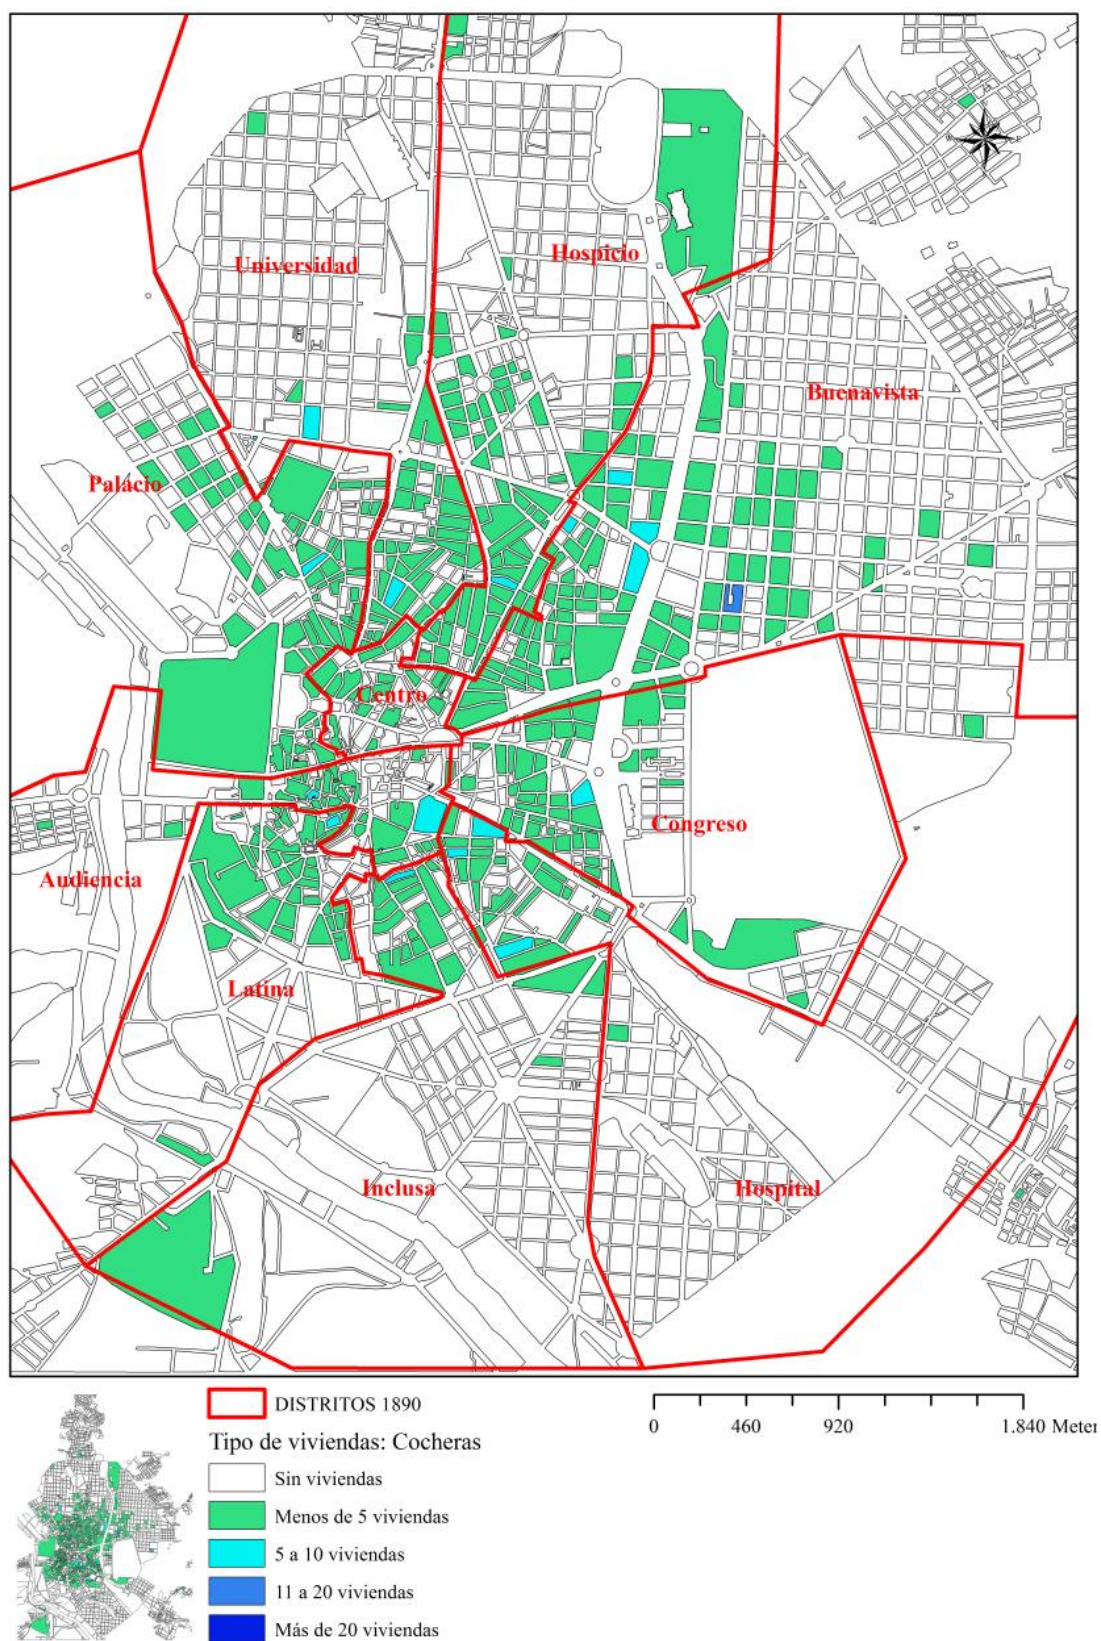 Universidad
Hospicio
Buenavista
Palacio
Centro
Congreso
Audiencia
Latina
Inclusa
Hospital
DISTRITOS 1890
Tipo de viviendas: Cocheras
Sin viviendas
Menos de 5 viviendas
5 a 10 viviendas
11 a 20 viviendas
Más de 20 viviendas
0 460 920 1.840 Meter